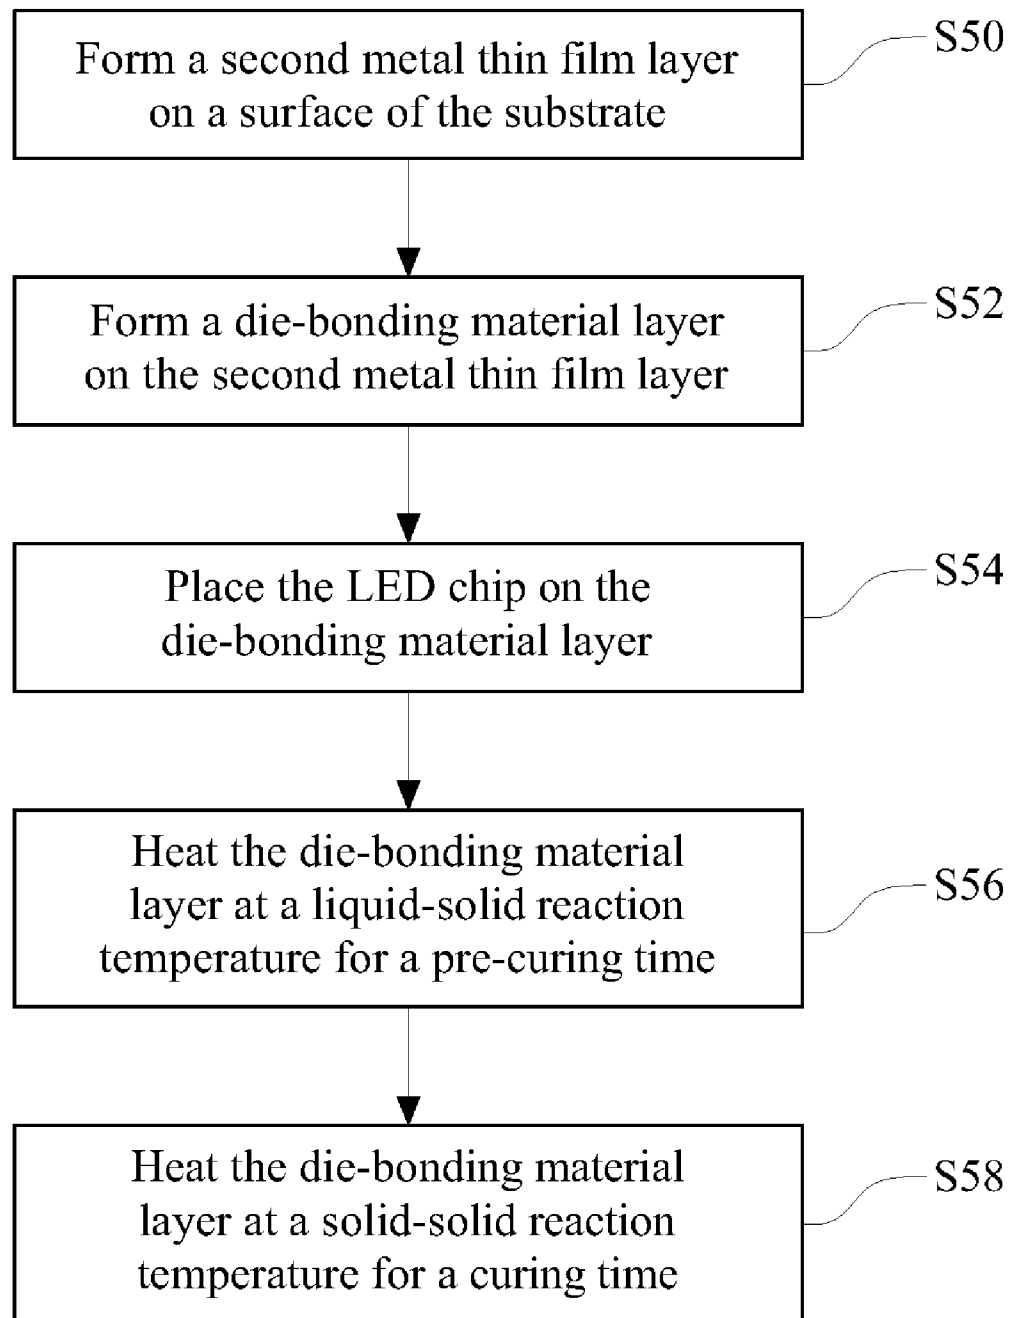 Form a second metal thin film layer
on a surface of the substrate
S50
Form a die-bonding material layer
on the second metal thin film layer
S52
Place the LED chip on the
die-bonding material layer
S54
Heat the die-bonding material
layer at a liquid-solid reaction
temperature for a pre-curing time
S56
Heat the die-bonding material
layer at a solid-solid reaction
temperature for a curing time
S58